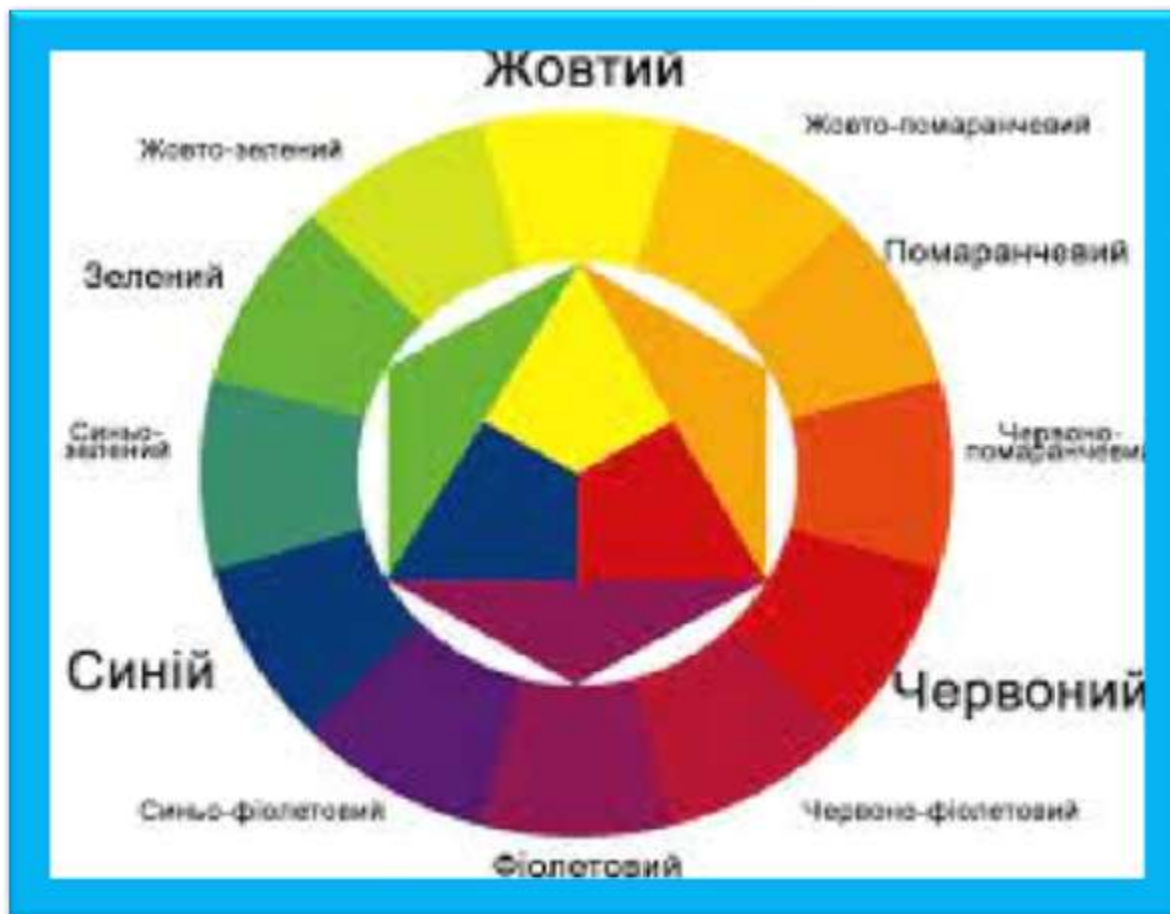 Жовтий
Жовто-зелений
Жовто-помаранчевий
Зелений
Помаранчевий
Синьо-
зелений
Червоно-
помаранчевий
Синій
Червоний
Синьо-фіолетовий
Червоно-фіолетовий
Фіолетовий